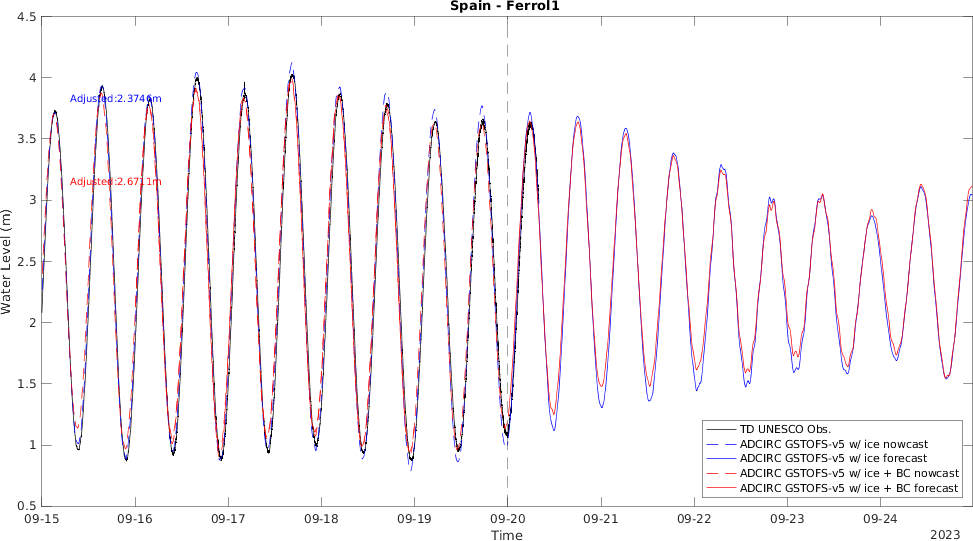 Spain - Ferrol1
4.5
4
3.5
3
2.5
2
1.5
1
0.5
Water Level (m)
Adjusted:2.3746m
Adjusted:2.6711m
TD UNESCO Obs.
ADCIRC GSTOFS-v5 w/ ice nowcast
ADCIRC GSTOFS-v5 w/ ice forecast
ADCIRC GSTOFS-v5 w/ ice + BC nowcast
ADCIRC GSTOFS-v5 w/ ice + BC forecast
09-15 09-16 09-17 09-18 09-19 09-20 09-21 09-22 09-23 09-24
Time
2023